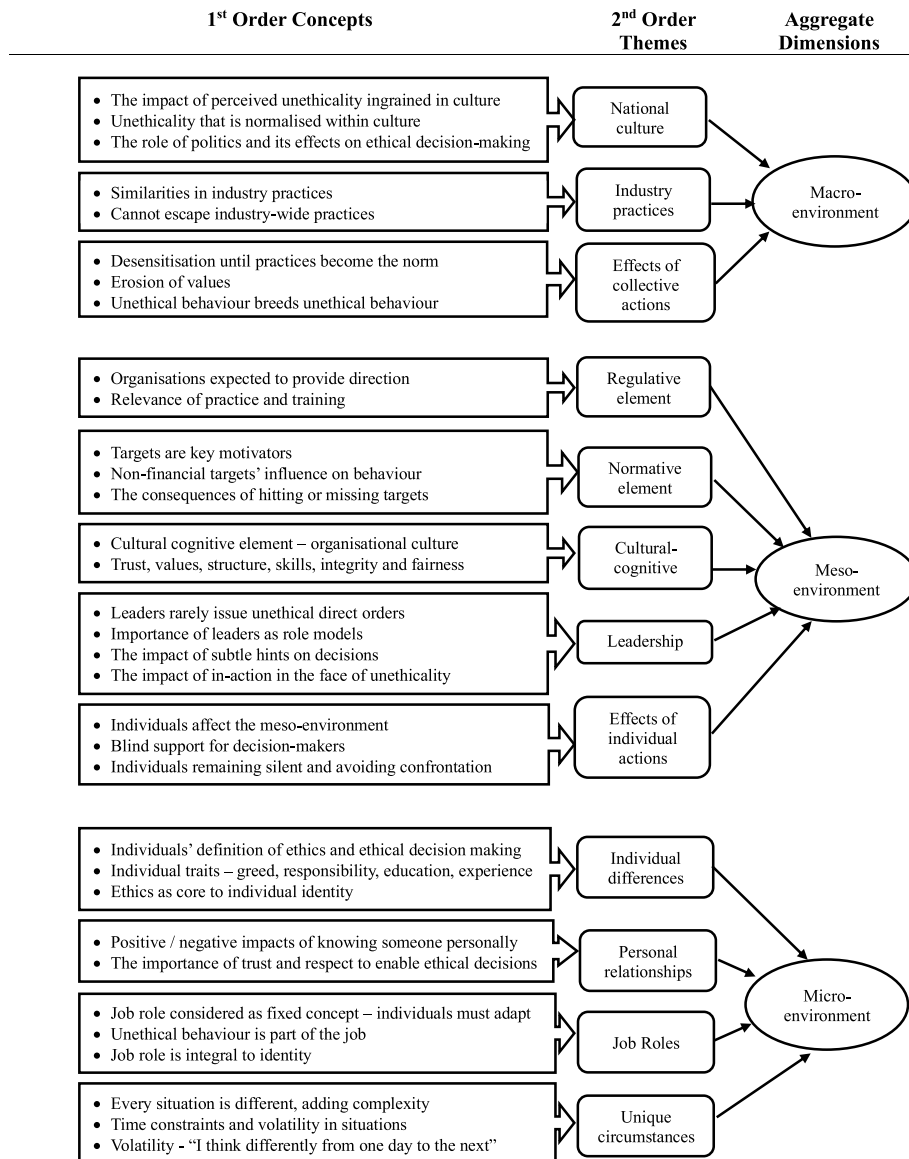 1st Order Concepts
2nd Order
Themes
Aggregate
Dimensions
• The impact of perceived unethicality ingrained in culture
• Unethicality that is normalised within culture
• The role of politics and its effects on ethical decision-making
National
culture
• Similarities in industry practices
• Cannot escape industry-wide practices
Industry
practices
• Desensitisation until practices become the norm
• Erosion of values
• Unethical behaviour breeds unethical behaviour
Effects of
collective
actions
Macro-
environment
• Organisations expected to provide direction
• Relevance of practice and training
Regulative
element
• Targets are key motivators
• Non-financial targets' influence on behaviour
• The consequences of hitting or missing targets
Normative
element
• Cultural cognitive element – organisational culture
• Trust, values, structure, skills, integrity and fairness
Cultural-
cognitive
• Leaders rarely issue unethical direct orders
• Importance of leaders as role models
• The impact of subtle hints on decisions
• The impact of in-action in the face of unethicality
Leadership
• Individuals affect the meso-environment
• Blind support for decision-makers
• Individuals remaining silent and avoiding confrontation
Effects of
individual
actions
Meso-
environment
• Individuals' definition of ethics and ethical decision making
• Individual traits – greed, responsibility, education, experience
• Ethics as core to individual identity
Individual
differences
• Positive / negative impacts of knowing someone personally
• The importance of trust and respect to enable ethical decisions
Personal
relationships
• Job role considered as fixed concept – individuals must adapt
• Unethical behaviour is part of the job
• Job role is integral to identity
Job Roles
• Every situation is different, adding complexity
• Time constraints and volatility in situations
• Volatility - “I think differently from one day to the next”
Unique
circumstances
Micro-
environment